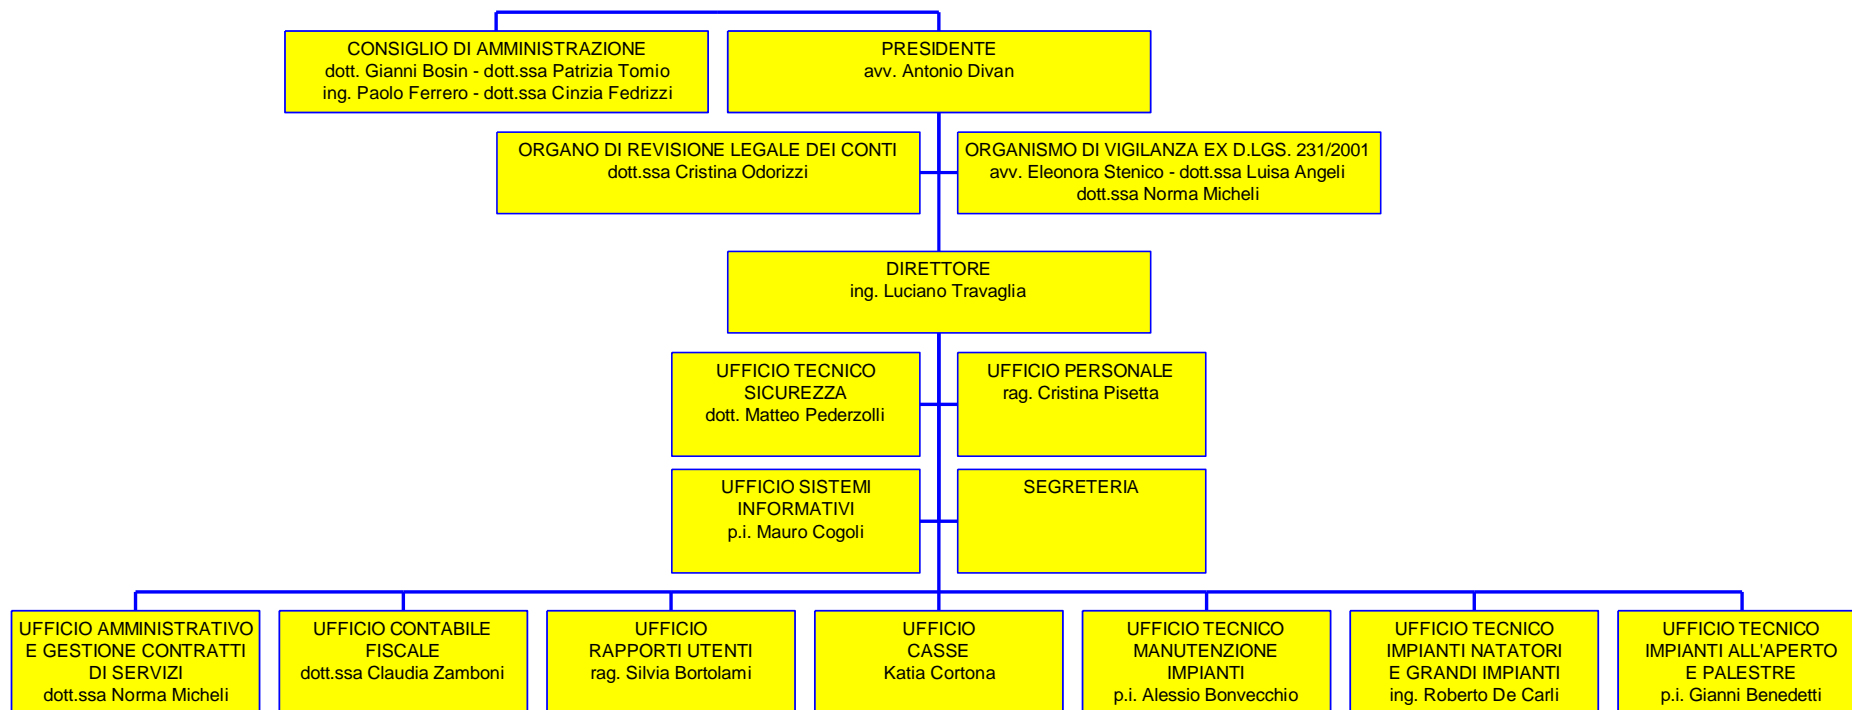 CONSIGLIO DI AMMINISTRAZIONE
dott. Gianni Bosin - dott.ssa Patrizia Tomio
ing. Paolo Ferrero - dott.ssa Cinzia Fedrizzi
PRESIDENTE
avv. Antonio Divan
ORGANO DI REVISIONE LEGALE DEI CONTI
dott.ssa Cristina Odorizzi
ORGANISMO DI VIGILANZA EX D.LGS. 231/2001
avv. Eleonora Stenico - dott.ssa Luisa Angeli
dott.ssa Norma Micheli
DIRETTORE
ing. Luciano Travaglia
UFFICIO TECNICO
SICUREZZA
dott. Matteo Pederzolli
UFFICIO PERSONALE
rag. Cristina Pisetta
UFFICIO SISTEMI
INFORMATIVI
p.i. Mauro Cogoli
SEGRETERIA
UFFICIO AMMINISTRATIVO
E GESTIONE CONTRATTI
DI SERVIZI
dott.ssa Norma Micheli
UFFICIO CONTABILE
FISCALE
dott.ssa Claudia Zamboni
UFFICIO
RAPPORTI UTENTI
rag. Silvia Bortolami
UFFICIO
CASSE
Katia Cortona
UFFICIO TECNICO
MANUTENZIONE
IMPIANTI
p.i. Alessio Bonvecchio
UFFICIO TECNICO
IMPIANTI NATATORI
E GRANDI IMPIANTI
ing. Roberto De Carli
UFFICIO TECNICO
IMPIANTI ALL'APERTO
E PALESTRE
p.i. Gianni Benedetti